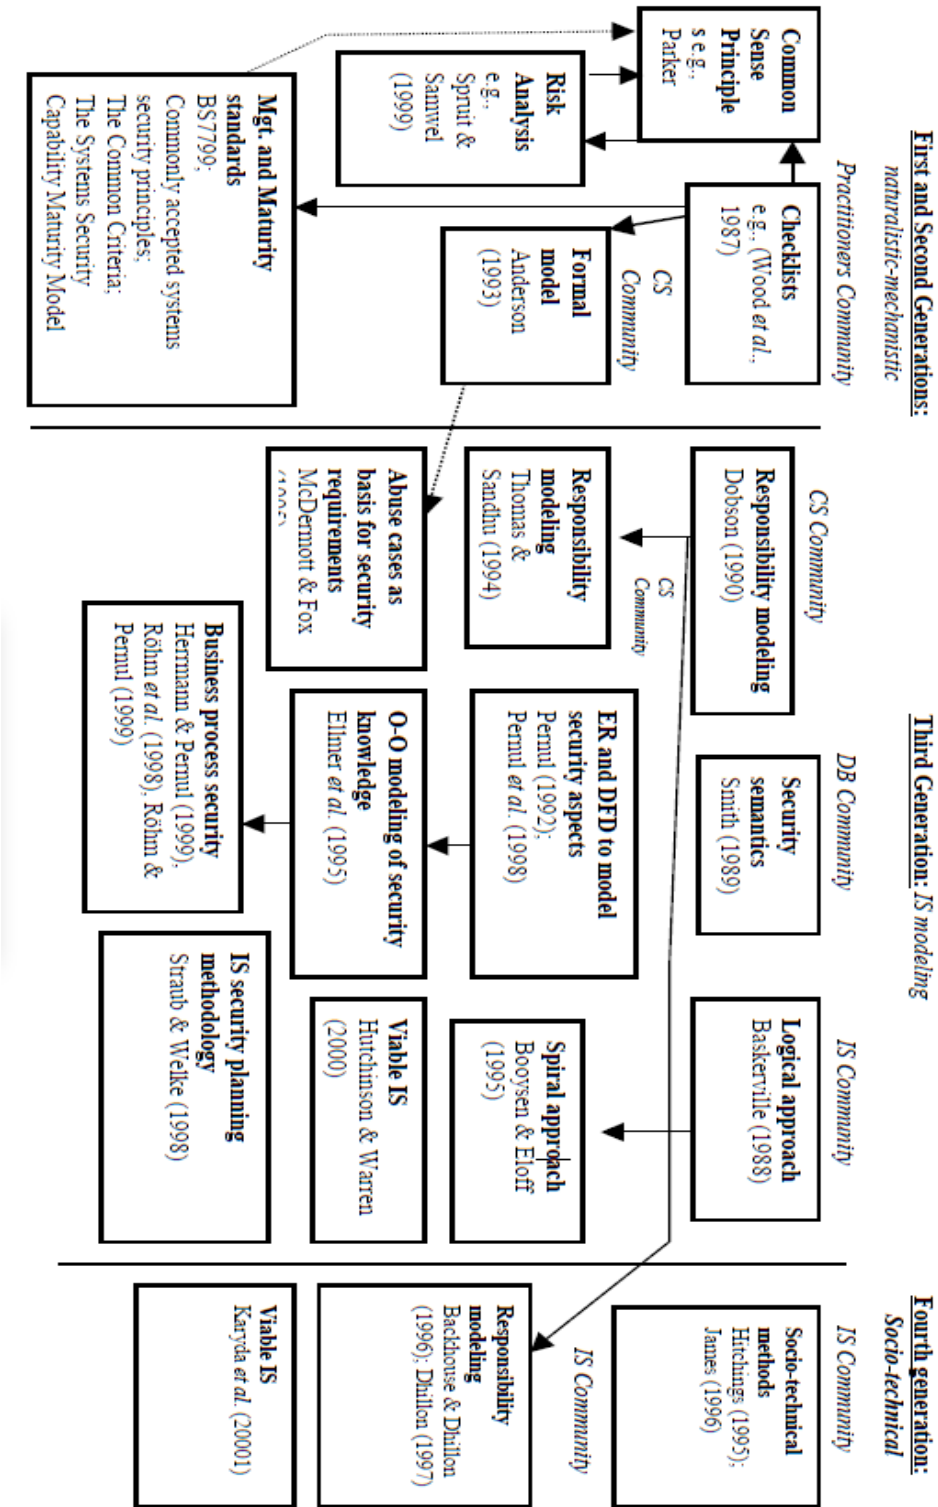 First and Second Generations:
naturalistic-mechanistic
Practitioners Community
Third Generation: IS modeling
CS Community
DB Community
IS Community
Fourth generation:
Socio-technical
IS Community
Common
Sense
Principle
s e.g.,
Parker
Checklists
e.g., (Wood et al.,
1987)
Risk
Analysis
e.g.,
Spruit &
Samwel
(1999)
CS
Community
Formal
model
Anderson
(1993)
Mgt. and Maturity
standards
BS7799;
Commonly accepted systems
security principles;
The Common Criteria;
The Systems Security
Capability Maturity Model
Responsibility modeling
Dobson (1990)
CS
Community
Responsibility
modeling
Thomas &
Sandhu (1994)
Abuse cases as
basis for security
requirements
McDermott & Fox
Security
semantics
Smith (1989)
ER and DFD to model
security aspects
Pernul (1992);
Pernul et al. (1998)
O-O modeling of security
knowledge
Ellmer et al. (1995)
Business process security
Herrmann & Pernul (1999),
Röhm et al. (1998), Röhm &
Pernul (1999)
Logical approach
Baskerville (1988)
Spiral approach
Booysen & Eloff
(1995)
Viable IS
Hutchinson & Warren
(2000)
IS security planning
methodology
Straub & Welke (1998)
Socio-technical
methods
Hitchings (1995);
James (1996)
IS Community
Responsibility
modeling
Backhouse & Dhillon
(1996); Dhillon (1997)
Viable IS
Karyda et al. (20001)